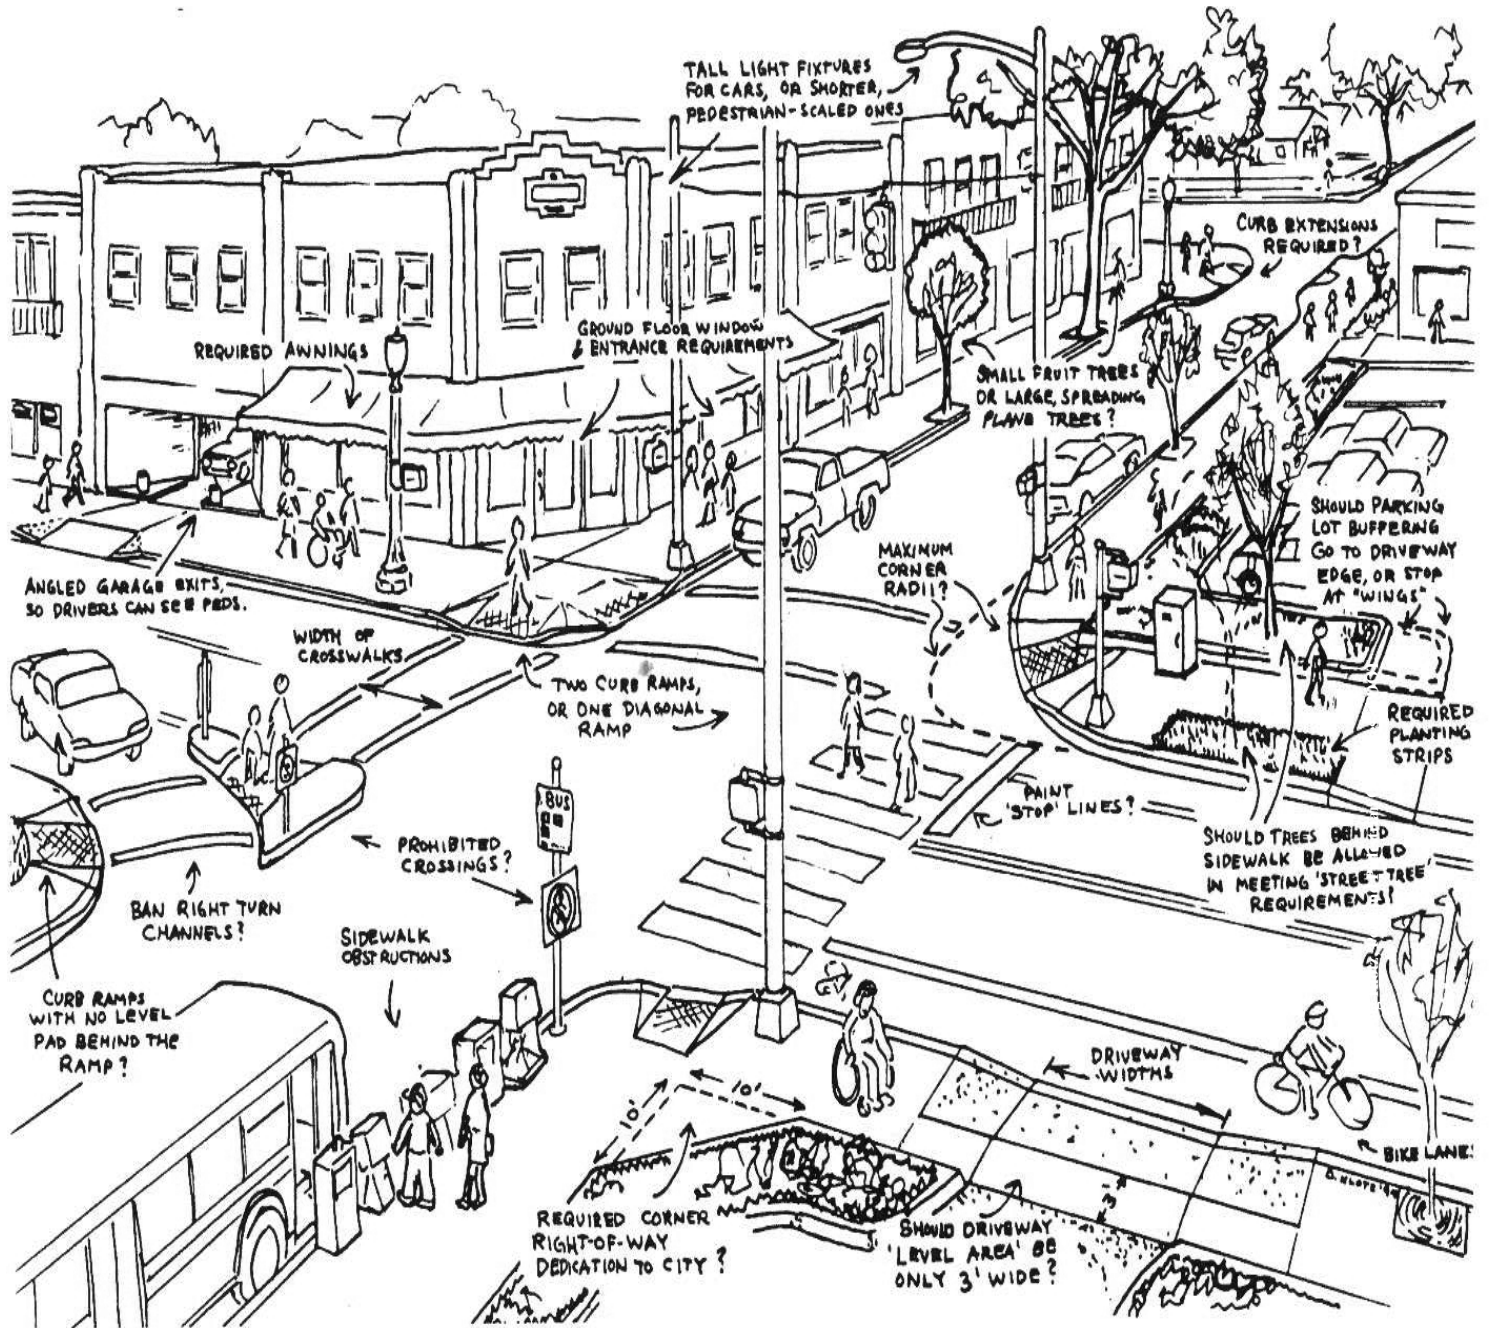 TALL LIGHT FIXTURES
FOR CARS, OR SHORTER,
PEDESTRIAN-SCALED ONES
CURB EXTENSIONS
REQUIRED?
REQUIRED AWNINGS
GROUND FLOOR WINDOW
& ENTRANCE REQUIREMENTS
SMALL FRUIT TREES
OR LARGE, SPREADING
PLANE TREES?
SHOULD PARKING
LOT BUFFERING
GO TO DRIVEWAY
EDGE, OR STOP
AT "WINGS"
MAXIMUM
CORNER
RADII?
ANGLED GARAGE EXITS,
SO DRIVERS CAN SEE PEDS.
WIDTH OF
CROSSWALKS
TWO CURB RAMPS,
OR ONE DIAGONAL
RAMP
REQUIRED
PLANTING
STRIPS
PAINT
'STOP' LINES?
BUS
PROHIBITED
CROSSINGS?
SHOULD TREES BEHIND
SIDEWALK BE ALLOWED
IN MEETING 'STREET TREE'
REQUIREMENTS?
BAN RIGHT TURN
CHANNELS?
SIDEWALK
OBSTRUCTIONS
CURB RAMPS
WITH NO LEVEL
PAD BEHIND THE
RAMP?
DRIVEWAY
WIDTHS
10'
10'
BIKE LANE
3'
REQUIRED CORNER
RIGHT-OF-WAY
DEDICATION TO CITY?
SHOULD DRIVEWAY
'LEVEL AREA' BE
ONLY 3' WIDE?